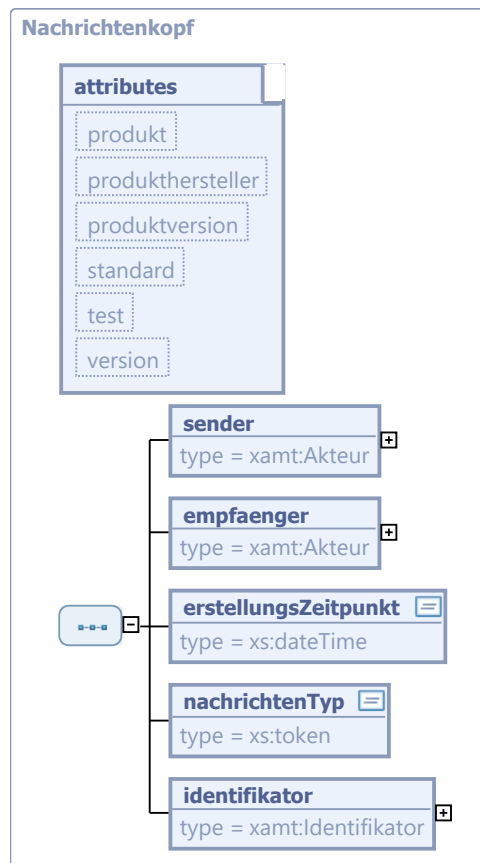 Nachrichtenkopf
attributes
produkt
produkthersteller
produktversion
standard
test
version
sender
type = xamt:Akteur
empfaenger
type = xamt:Akteur
erstellungsZeitpunkt
type = xs:dateTime
nachrichtenTyp
type = xs:token
identifikator
type = xamt:Identifikator